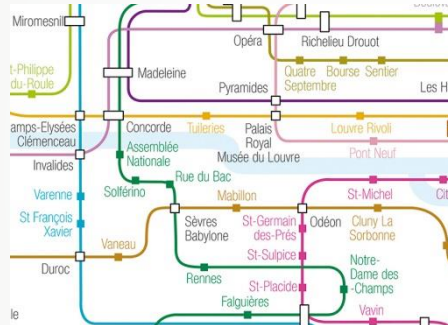 Miromesnil
Opéra
Richelieu Drouot
t-Philippe
du-Roule
Madeleine
Quatre
Septembre
Bourse
Sentier
Pyramides
Les H
amps-Elysées
Clémenceau
Concorde
Tuileries
Palais
Royal
Musée du Louvre
Louvre Rivoli
Pont Neuf
Invalides
Assemblée
Nationale
Solférino
Rue du Bac
Varenne
Mabillon
St-Michel
Cit
St François
Xavier
Sèvres
Babylone
St-Germain
des-Prés
Odéon
Cluny La
Sorbonne
Vaneau
Duroc
St-Sulpice
Notre-
Dame des
-Champs
Rennes
St-Placide
Falguières
Vavin
le